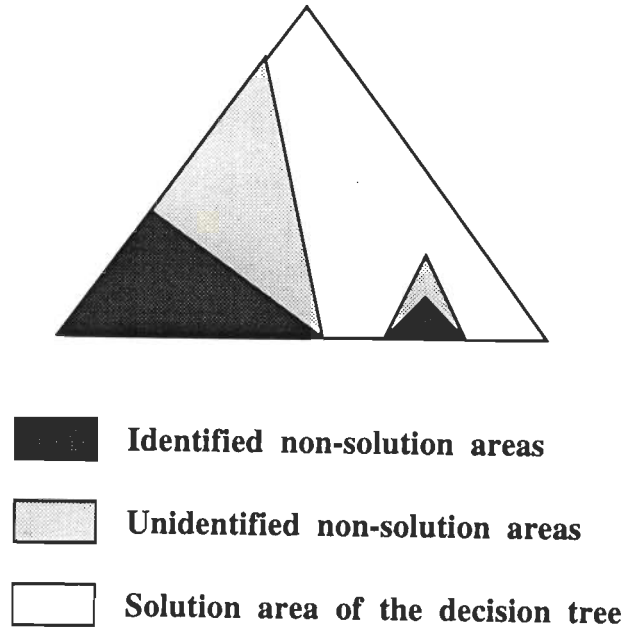 Identified non-solution areas
Unidentified non-solution areas
Solution area of the decision tree